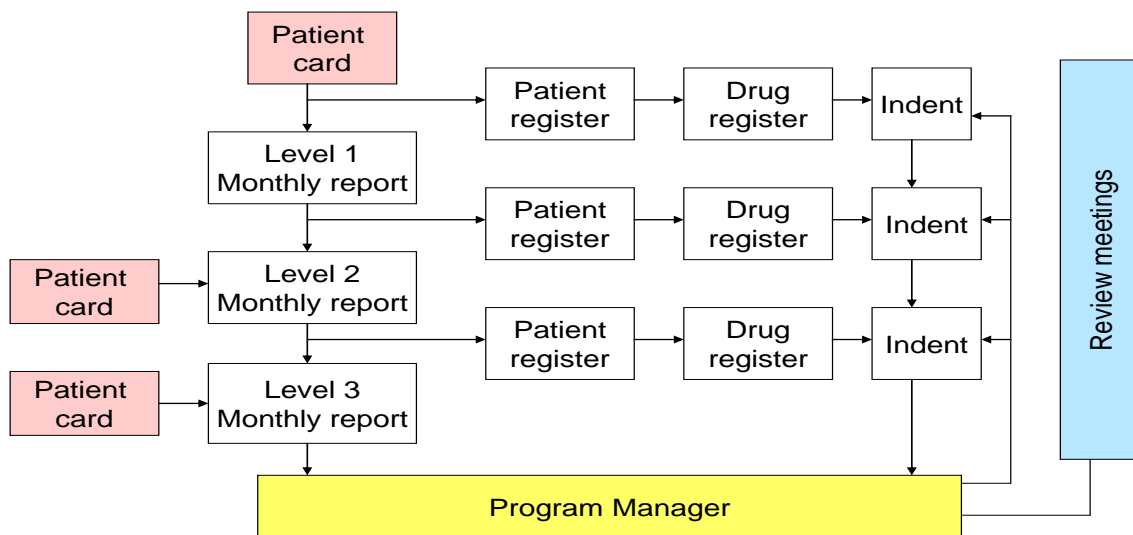 Patient
card
Patient
register
Drug
register
Indent
Level 1
Monthly report
Patient
register
Drug
register
Indent
Patient
card
Level 2
Monthly report
Patient
register
Drug
register
Indent
Patient
card
Level 3
Monthly report
Program Manager
Review meetings